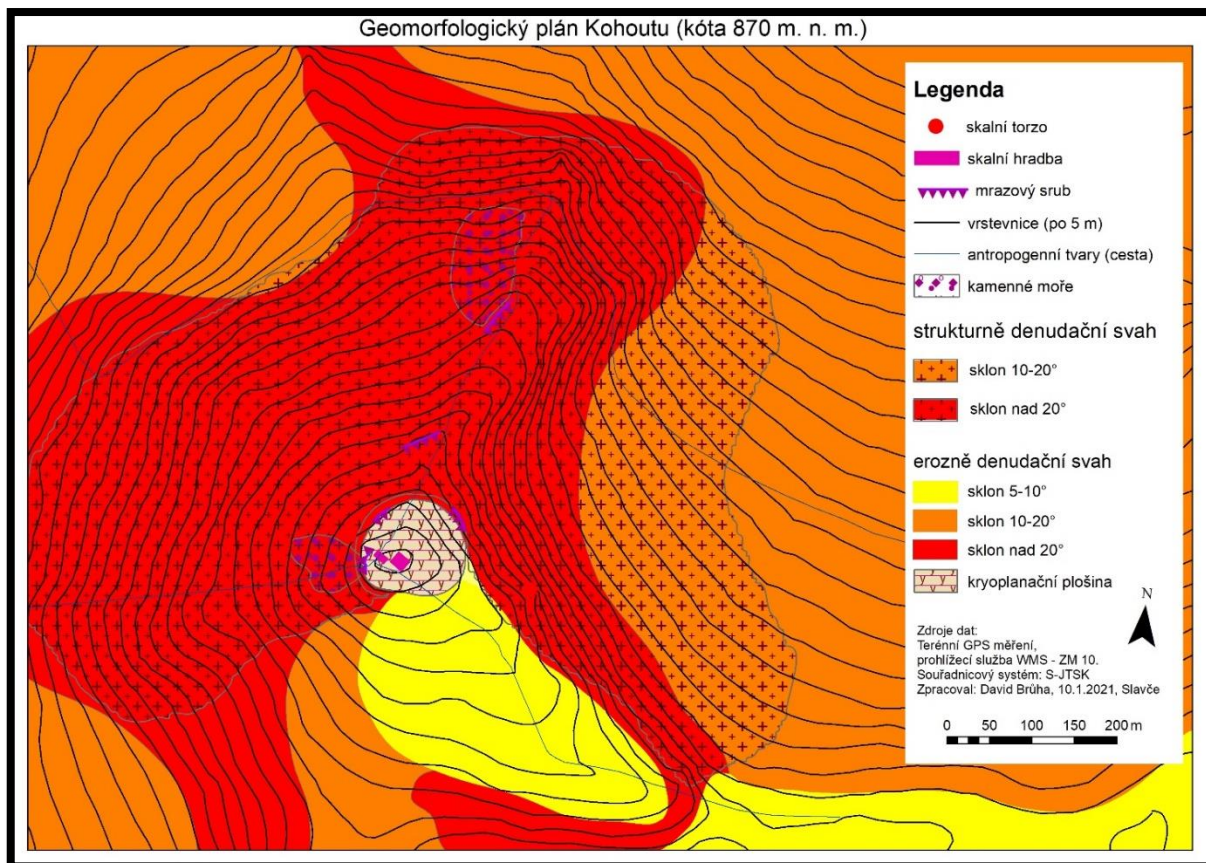 Geomorfologický plán Kohoutu (kóta 870 m. n. m.)
Legenda
skalní torzo
skalní hradba
mrazový srub
vrstevnice (po 5 m)
antropogenní tvary (cesta)
kamenné moře
strukturně denudační svah
sklon 10-20°
sklon nad 20°
erozně denudační svah
sklon 5-10°
sklon 10-20°
sklon nad 20°
kryoplanační plošina
N
Zdroje dat:
Terénní GPS měření,
prohlížecí služba WMS - ZM 10.
Souřadnicový systém: S-JTSK
Zpracoval: David Brůha, 10.1.2021, Slavče
0 50 100 150 200 m